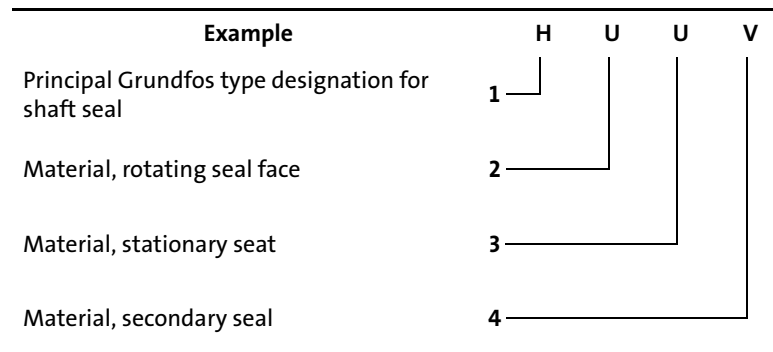 Example H U U V
Principal Grundfos type designation for
shaft seal
1
Material, rotating seal face 2
Material, stationary seat 3
Material, secondary seal 4